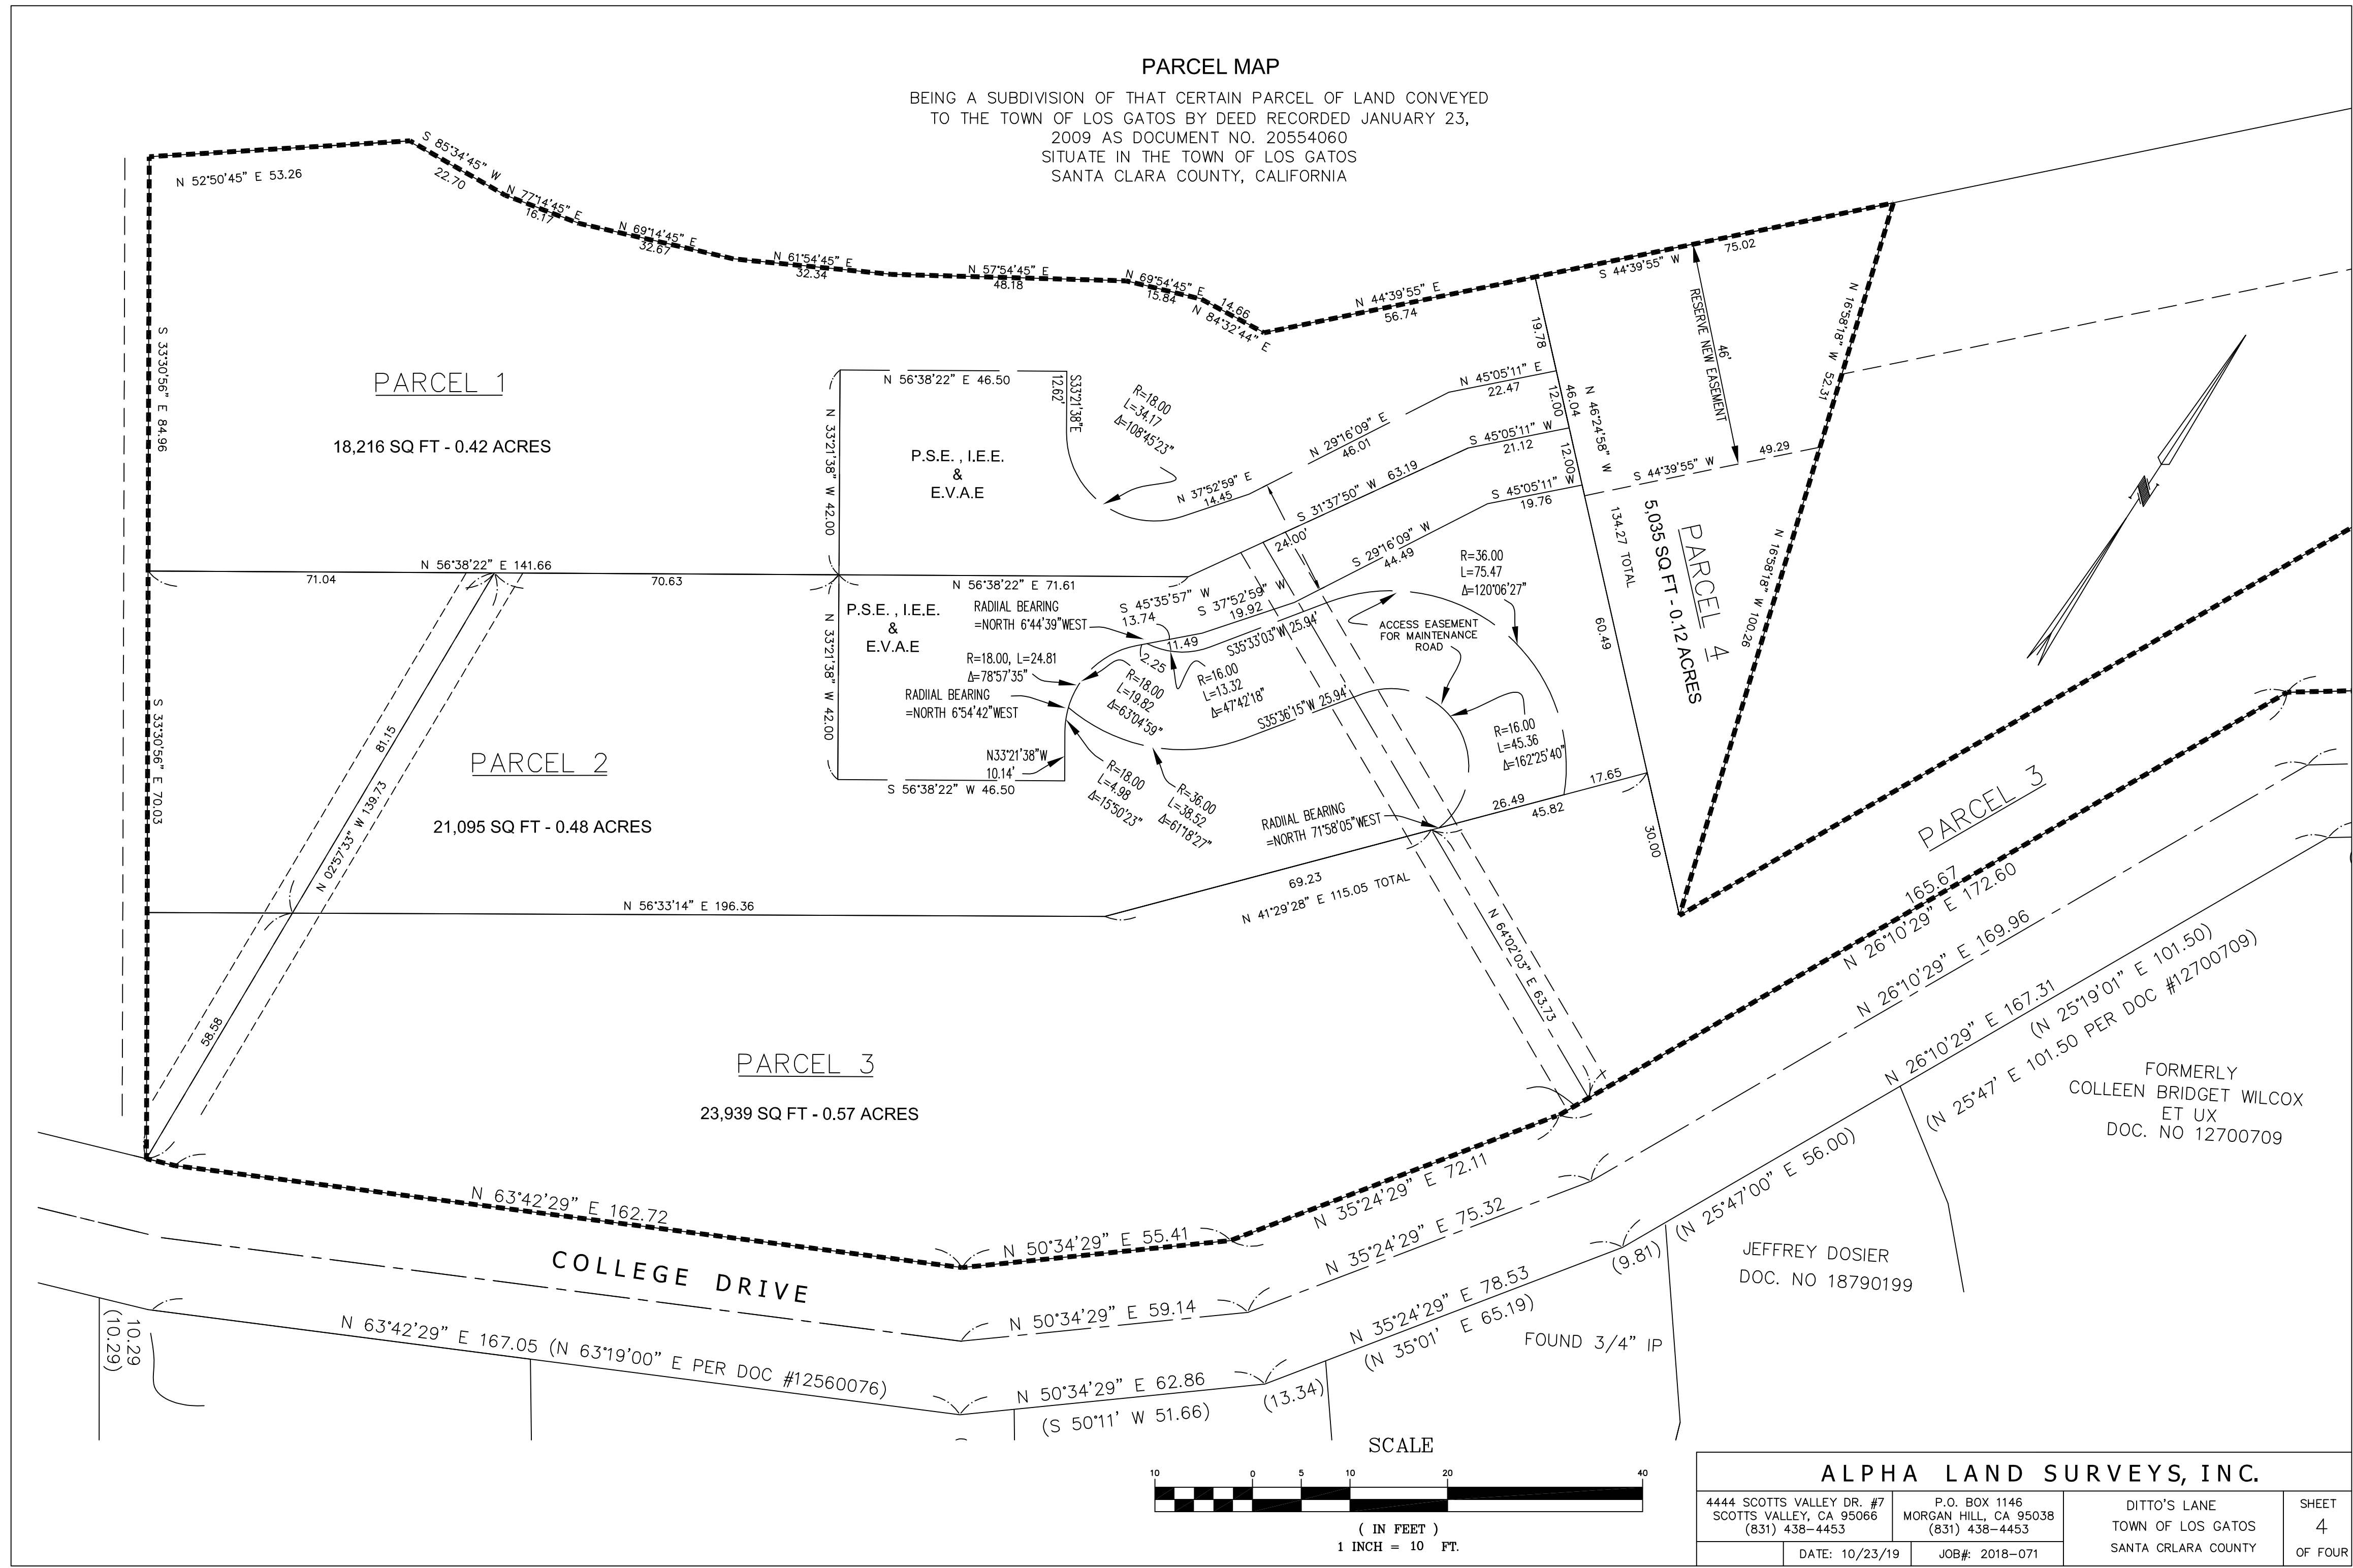 PARCEL MAP
BEING A SUBDIVISION OF THAT CERTAIN PARCEL OF LAND CONVEYED
TO THE TOWN OF LOS GATOS BY DEED RECORDED JANUARY 23,
2009 AS DOCUMENT NO. 20554060
SITUATE IN THE TOWN OF LOS GATOS
SANTA CLARA COUNTY, CALIFORNIA
N 52°50'45" E 53.26
S 85°34'45" W
22.70
N 77°14'45" E
16.17
N 69°14'45" E
32.67
N 61°54'45" E
32.34
N 57°54'45" E
48.18
N 69°54'45" E
15.84
14.66
N 84°32'44" E
N 44°39'55" E
56.74
S 44°39'55" W
75.02
RESERVE NEW EASEMENT
46'
N 16°58'18" W 52.31
S 33°30'56" E 84.96
PARCEL 1
18,216 SQ FT - 0.42 ACRES
N 33°21'38" W 42.00
N 56°38'22" E 46.50
S33°21'38"E
12.62'
P.S.E. , I.E.E.
&
E.V.A.E
R=18.00
L=34.17
Δ=108°45'23"
N 37°52'59" E
14.45
N 29°16'09" E
46.01
N 45°05'11" E
22.47
S 31°37'50" W 63.19
S 45°05'11" W
21.12
S 29°16'09" W
44.49
S 45°05'11" W
19.76
24.00'
19.78
12.00
46.04
12.00
N 46°24'58" W
134.27 TOTAL
60.49
30.00
S 44°39'55" W
49.29
PARCEL 4
5,035 SQ FT - 0.12 ACRES
N 16°58'18" W 100.26
N 56°38'22" E 141.66
71.04
70.63
N 56°38'22" E 71.61
P.S.E. , I.E.E.
&
E.V.A.E
N 33°21'38" W 42.00
RADIIAL BEARING
=NORTH 6°44'39"WEST
S 45°35'57" W
13.74
S 37°52'59" W
19.92
11.49
2.25
S35°33'03"W 25.94'
R=18.00, L=24.81
Δ=78°57'35"
RADIIAL BEARING
=NORTH 6°54'42"WEST
R=18.00
L=19.82
Δ=63°04'59"
R=16.00
L=13.32
Δ=47°42'18"
S35°36'15"W 25.94'
R=36.00
L=75.47
Δ=120°06'27"
ACCESS EASEMENT
FOR MAINTENANCE
ROAD
R=16.00
L=45.36
Δ=162°25'40"
N33°21'38"W
10.14'
S 56°38'22" W 46.50
R=18.00
L=4.98
Δ=15°50'23"
R=36.00
L=38.52
Δ=61°18'27"
RADIIAL BEARING
=NORTH 71°58'05"WEST
26.49
17.65
45.82
69.23
N 41°29'28" E 115.05 TOTAL
S 33°30'56" E 70.03
81.15
N 02°57'33" W 139.73
58.58
PARCEL 2
21,095 SQ FT - 0.48 ACRES
N 56°33'14" E 196.36
N 64°02'03" E 63.73
PARCEL 3
23,939 SQ FT - 0.57 ACRES
PARCEL 3
165.67
N 26°10'29" E 172.60
N 26°10'29" E 169.96
N 26°10'29" E 167.31
(N 25°19'01" E 101.50)
(N 25°47' E 101.50 PER DOC #12700709)
FORMERLY
COLLEEN BRIDGET WILCOX
ET UX
DOC. NO 12700709
N 63°42'29" E 162.72
N 50°34'29" E 55.41
N 35°24'29" E 72.11
COLLEGE DRIVE
N 50°34'29" E 59.14
N 35°24'29" E 75.32
N 35°24'29" E 78.53
(N 35°01' E 65.19)
(9.81)
(N 25°47'00" E 56.00)
JEFFREY DOSIER
DOC. NO 18790199
FOUND 3/4" IP
10.29
(10.29)
N 63°42'29" E 167.05 (N 63°19'00" E PER DOC #12560076)
N 50°34'29" E 62.86
(S 50°11' W 51.66)
(13.34)
SCALE
10 0 5 10 20 40
( IN FEET )
1 INCH = 10 FT.
ALPHA LAND SURVEYS, INC.
4444 SCOTTS VALLEY DR. #7
SCOTTS VALLEY, CA 95066
(831) 438-4453
P.O. BOX 1146
MORGAN HILL, CA 95038
(831) 438-4453
DITTO'S LANE
TOWN OF LOS GATOS
SANTA CRLARA COUNTY
SHEET
4
OF FOUR
DATE: 10/23/19
JOB#: 2018-071